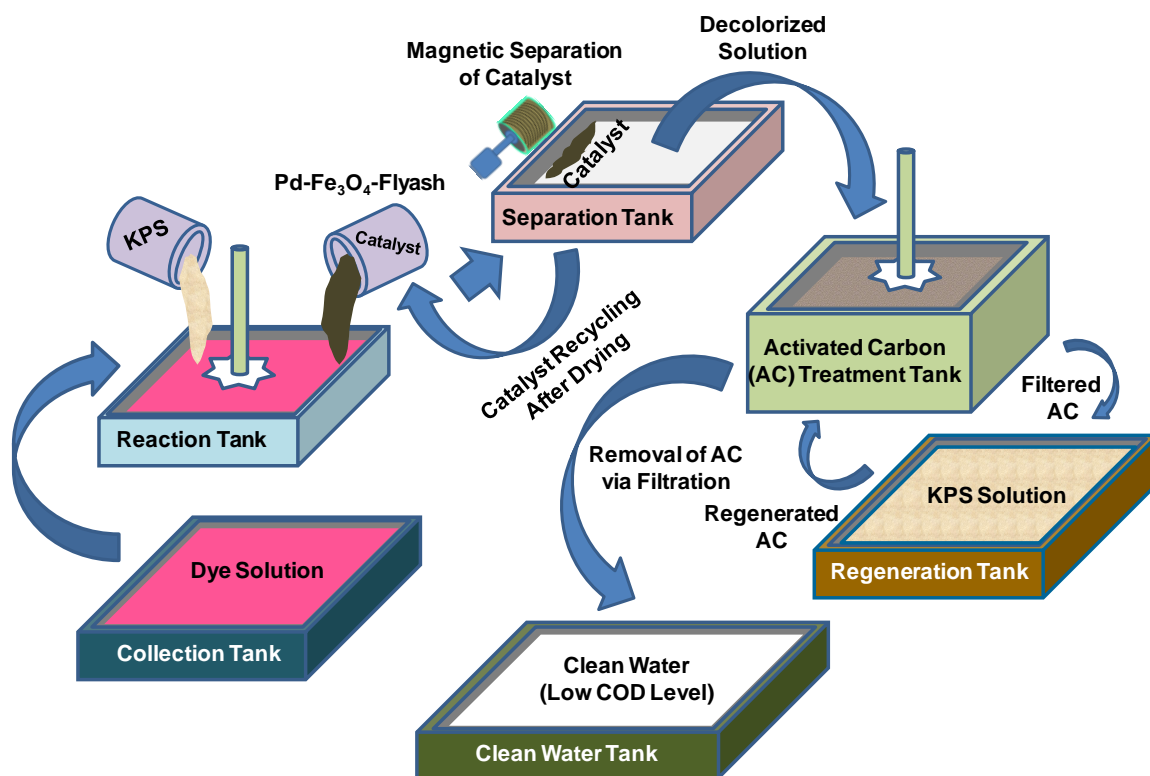 Decolorized
Solution
Magnetic Separation
of Catalyst
Catalyst
Separation Tank
Pd-Fe₃O₄-Flyash
KPS
Catalyst
Reaction Tank
Catalyst Recycling
After Drying
Activated Carbon
(AC) Treatment Tank
Filtered
AC
Removal of AC
via Filtration
Regenerated
AC
KPS Solution
Regeneration Tank
Dye Solution
Collection Tank
Clean Water
(Low COD Level)
Clean Water Tank